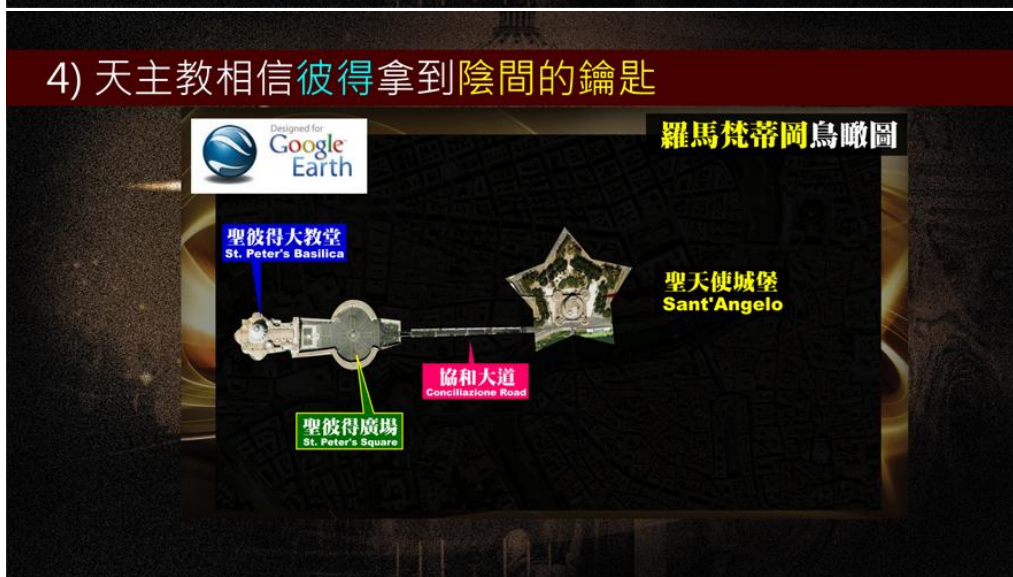 4) 天主教相信彼得拿到陰間的鑰匙
Designed for
Google
Earth
羅馬梵蒂岡鳥瞰圖
聖彼得大教堂
St. Peter's Basilica
聖天使城堡
Sant'Angelo
協和大道
Conciliazione Road
聖彼得廣場
St. Peter's Square